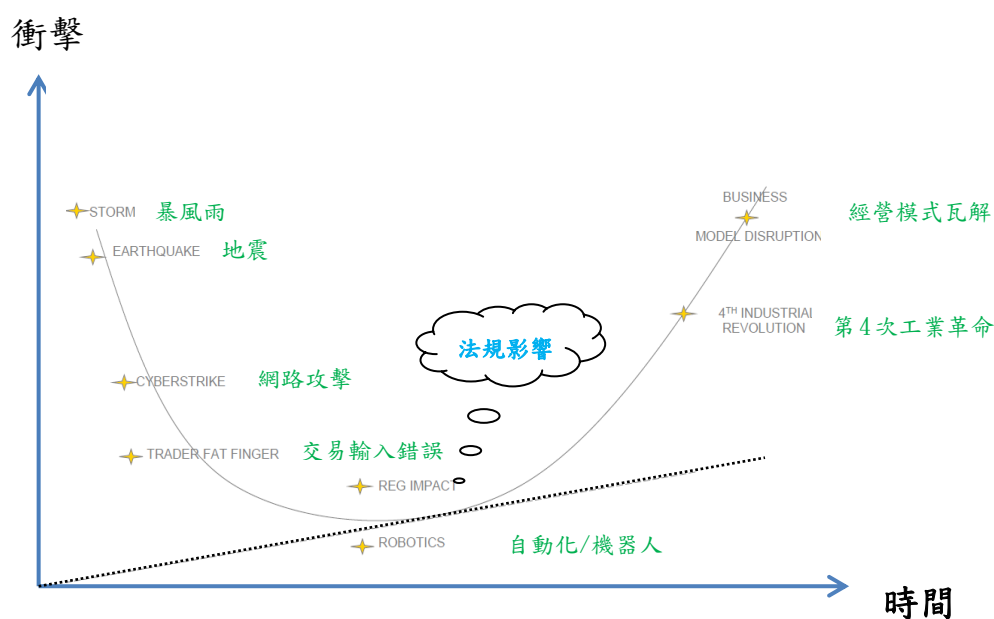 衝擊
STORM 暴風雨
EARTHQUAKE 地震
CYBERSTRIKE 網路攻擊
TRADER FAT FINGER 交易輸入錯誤
法規影響
REG IMPACT
ROBOTICS 自動化/機器人
BUSINESS
MODEL DISRUPTION 經營模式瓦解
4TH INDUSTRIAL
REVOLUTION 第4次工業革命
時間